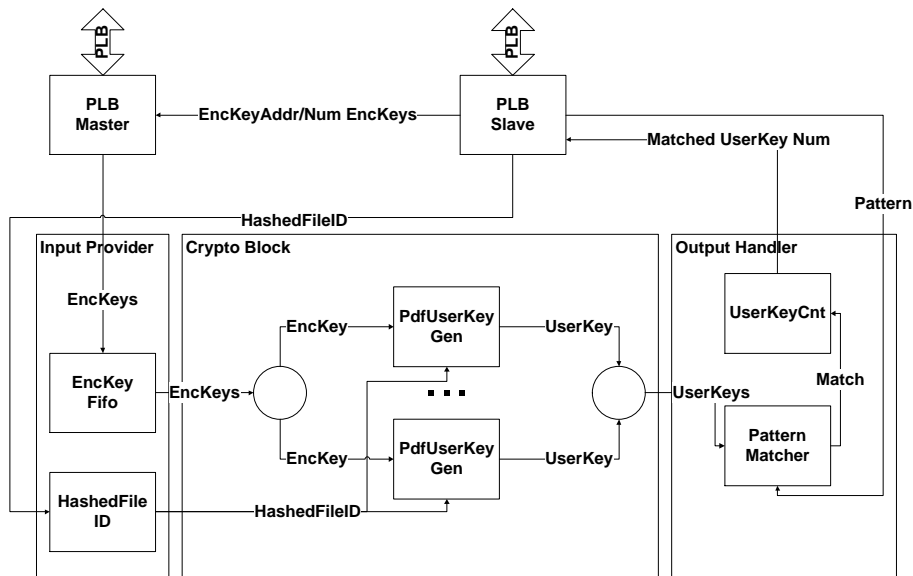 PLB
PLB
PLB
Master
EncKeyAddr/Num EncKeys
PLB
Slave
Matched UserKey Num
Pattern
HashedFileID
Input Provider
Crypto Block
Output Handler
EncKeys
EncKey
Fifo
EncKeys
EncKey
PdfUserKey
Gen
UserKey
UserKeyCnt
Match
UserKeys
EncKey
PdfUserKey
Gen
UserKey
Pattern
Matcher
HashedFile
ID
HashedFileID